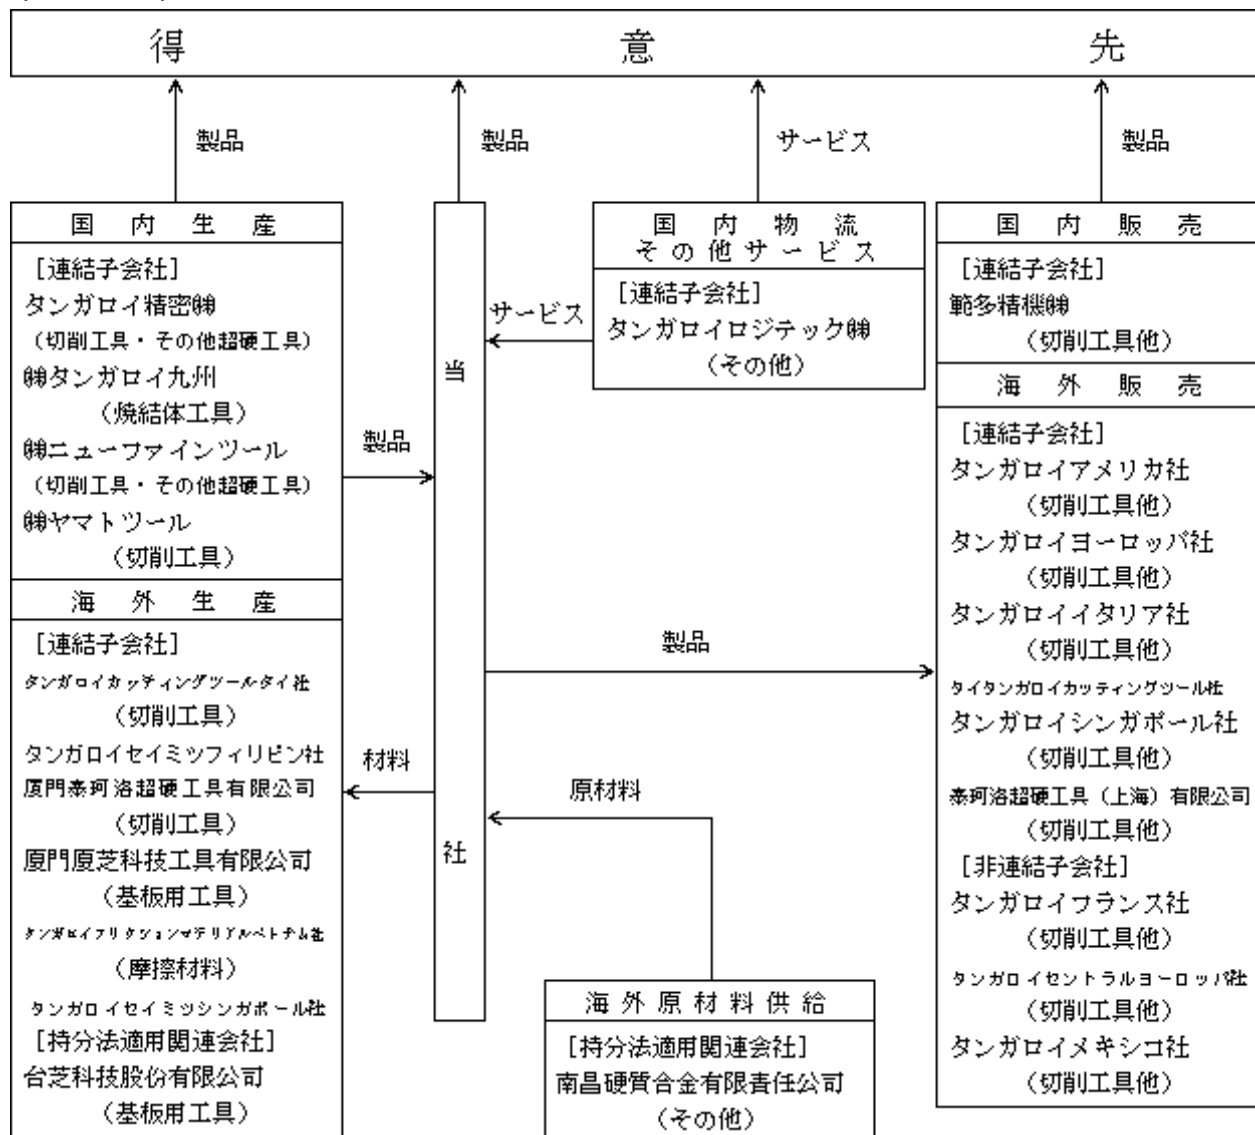 得意先
製品
製品
サービス
製品
国内生産
[連結子会社]
タンガロイ精密㈱
(切削工具・その他超硬工具)
㈱タンガロイ九州
(焼結体工具)
㈱ニューファインツール
(切削工具・その他超硬工具)
㈱ヤマトツール
(切削工具)
海外生産
[連結子会社]
タンガロイカッティングツールタイ社
(切削工具)
タンガロイセイミツフィリピン社
厦門泰珂洛超硬工具有限公司
(切削工具)
厦門厦芝科技工具有限公司
(基板用工具)
タンガロイフリクションマテリアルベトナム社
(摩擦材料)
タンガロイセイミツシンガポール社
[持分法適用関連会社]
台芝科技股份有限公司
(基板用工具)
製品
材料
当社
サービス
国内物流
その他サービス
[連結子会社]
タンガロイロジテック㈱
(その他)
製品
原材料
海外原材料供給
[持分法適用関連会社]
南昌硬質合金有限責任公司
(その他)
国内販売
[連結子会社]
範多精機㈱
(切削工具他)
海外販売
[連結子会社]
タンガロイアメリカ社
(切削工具他)
タンガロイヨーロッパ社
(切削工具他)
タンガロイイタリア社
(切削工具他)
タイタンガロイカッティングツール社
タンガロイシンガポール社
(切削工具他)
泰珂洛超硬工具(上海)有限公司
(切削工具他)
[非連結子会社]
タンガロイフランス社
(切削工具他)
タンガロイセントラルヨーロッパ社
(切削工具他)
タンガロイメキシコ社
(切削工具他)